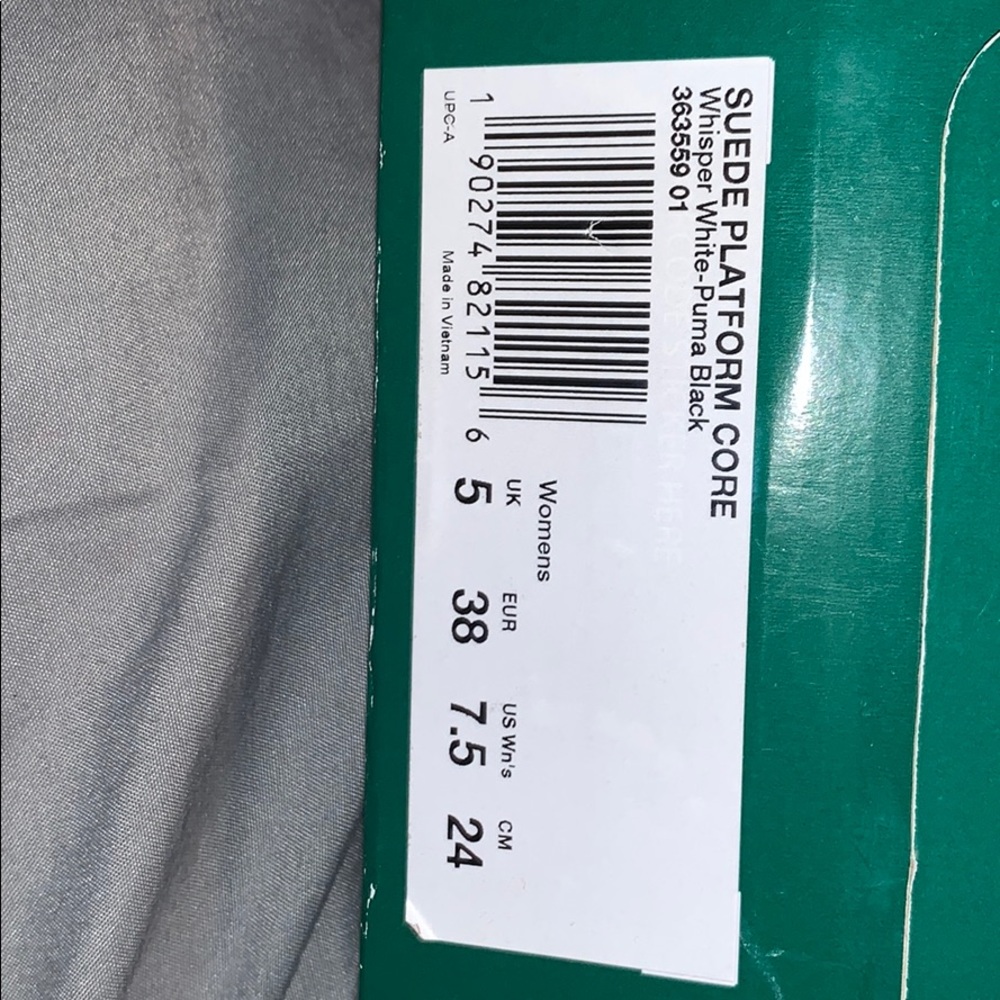 SUEDE PLATFORM CORE
Whisper White-Puma Black
363559 01
1 90274 82115 6
UPC-A
Made in Vietnam
Womens
UK EUR US Wn's CM
5 38 7.5 24